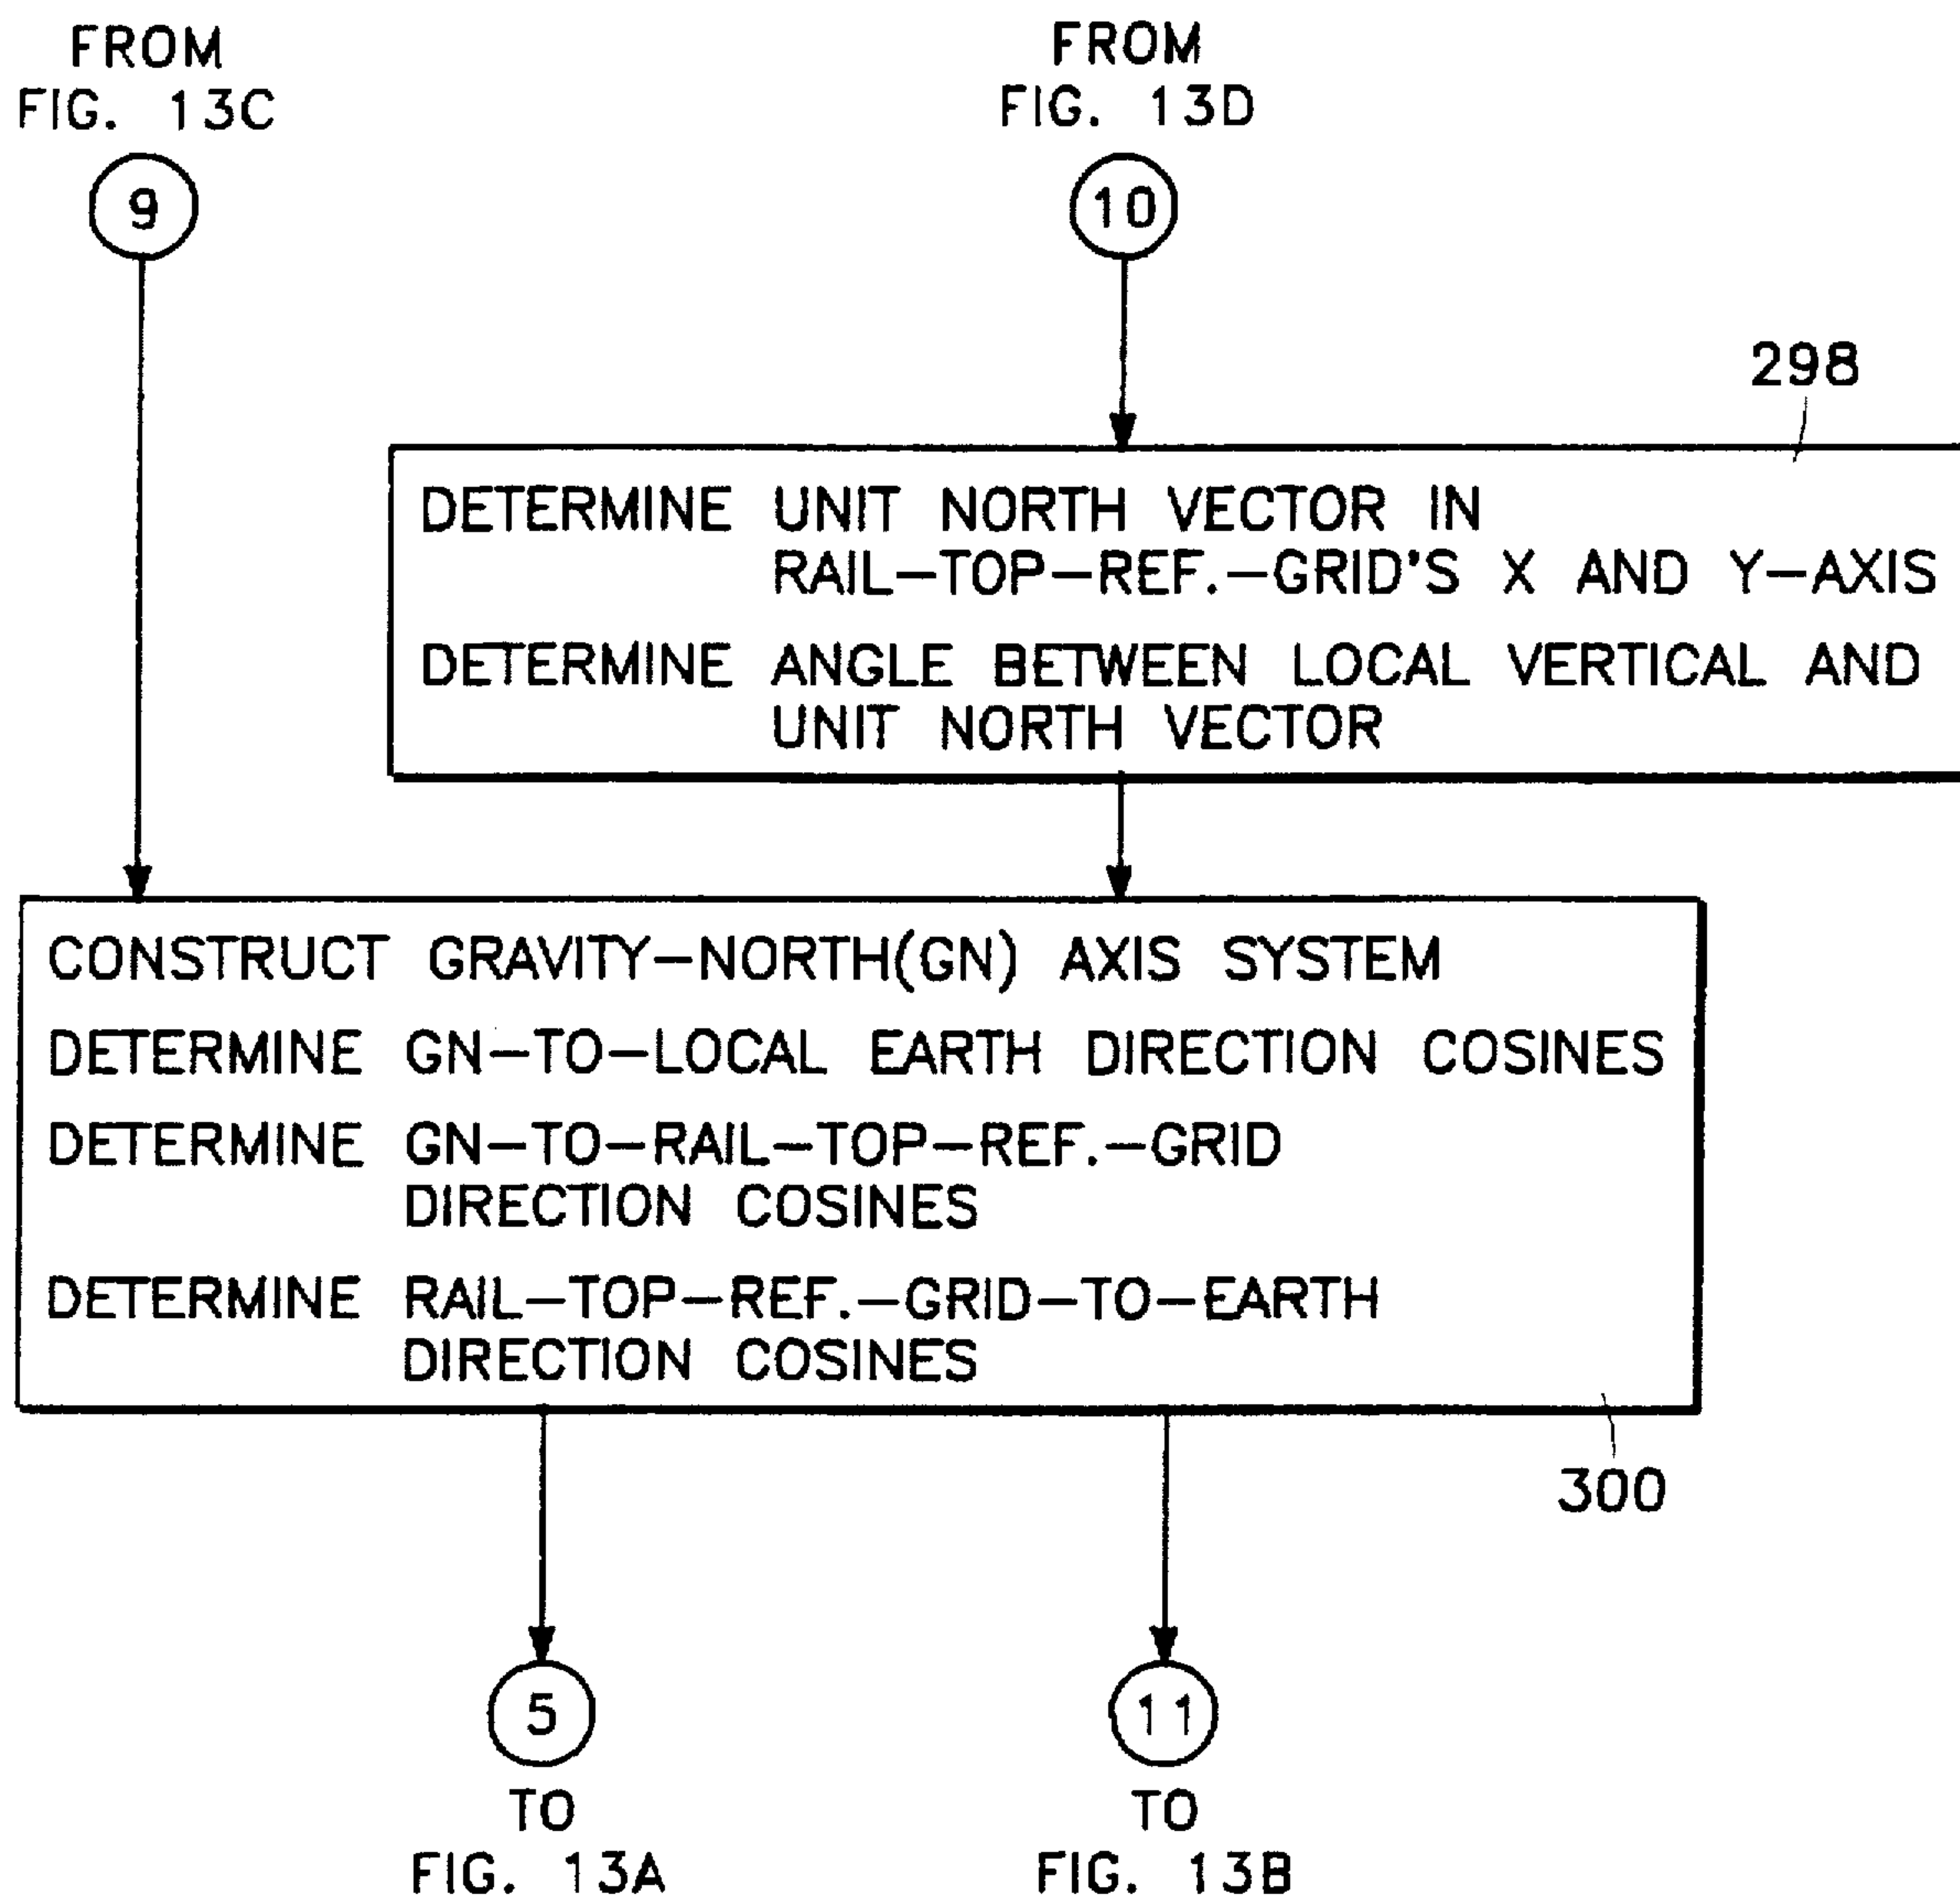 FROM
FIG. 13C
9
FROM
FIG. 13D
10
298
DETERMINE UNIT NORTH VECTOR IN
RAIL-TOP-REF.-GRID'S X AND Y-AXIS
DETERMINE ANGLE BETWEEN LOCAL VERTICAL AND
UNIT NORTH VECTOR
CONSTRUCT GRAVITY-NORTH(GN) AXIS SYSTEM
DETERMINE GN-TO-LOCAL EARTH DIRECTION COSINES
DETERMINE GN-TO-RAIL-TOP-REF.-GRID
DIRECTION COSINES
DETERMINE RAIL-TOP-REF.-GRID-TO-EARTH
DIRECTION COSINES
300
5
TO
FIG. 13A
11
TO
FIG. 13B